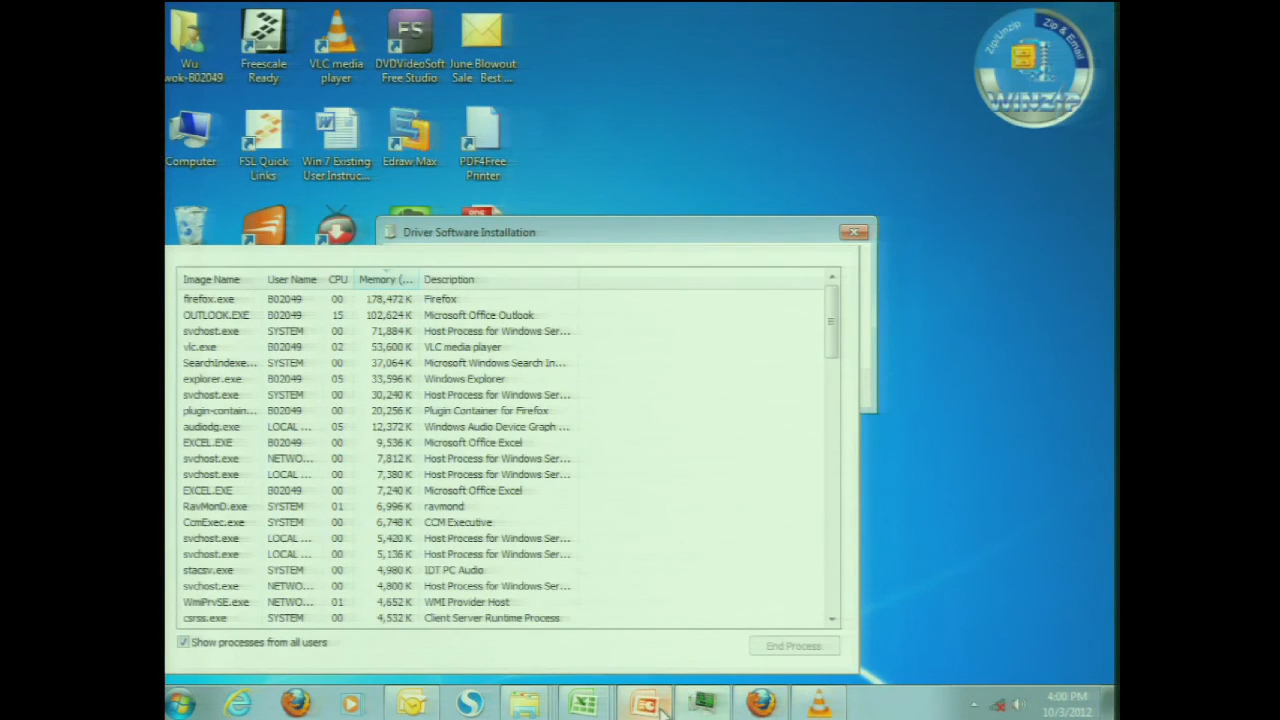 Wu
wok-B02049
Freescale
Ready
VLC media
player
DVDVideoSoft
Free Studio
June Blowout
Sale - Best ...
Zip/Unzip
Zip & Email
WINZIP
Computer
FSL Quick
Links
Win 7 Existing
User Instruc...
Edraw Max
PDF4Free
Printer
Driver Software Installation
Image Name User Name CPU Memory (... Description
firefox.exe B02049 00 178,472 K Firefox
OUTLOOK.EXE B02049 15 102,624 K Microsoft Office Outlook
svchost.exe SYSTEM 00 71,884 K Host Process for Windows Ser...
vlc.exe B02049 02 53,600 K VLC media player
SearchIndexe... SYSTEM 00 37,064 K Microsoft Windows Search In...
explorer.exe B02049 05 33,596 K Windows Explorer
svchost.exe SYSTEM 00 30,240 K Host Process for Windows Ser...
plugin-contain... B02049 00 20,256 K Plugin Container for Firefox
audiodg.exe LOCAL ... 05 12,372 K Windows Audio Device Graph ...
EXCEL.EXE B02049 00 9,536 K Microsoft Office Excel
svchost.exe NETWO... 00 7,812 K Host Process for Windows Ser...
svchost.exe LOCAL ... 00 7,380 K Host Process for Windows Ser...
EXCEL.EXE B02049 00 7,240 K Microsoft Office Excel
RavMonD.exe SYSTEM 01 6,996 K ravmond
CcmExec.exe SYSTEM 00 6,748 K CCM Executive
svchost.exe LOCAL ... 00 5,420 K Host Process for Windows Ser...
svchost.exe LOCAL ... 00 5,136 K Host Process for Windows Ser...
stacsv.exe SYSTEM 00 4,980 K IDT PC Audio
svchost.exe NETWO... 00 4,800 K Host Process for Windows Ser...
WmiPrvSE.exe NETWO... 01 4,652 K WMI Provider Host
csrss.exe SYSTEM 00 4,532 K Client Server Runtime Process
Show processes from all users
End Process
4:00 PM
10/3/2012